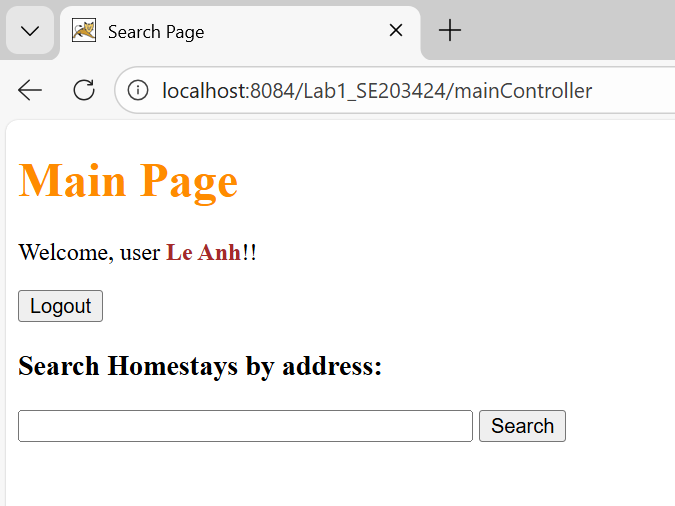 Search Page
localhost:8084/Lab1_SE203424/mainController
Main Page
Welcome, user Le Anh!!
Logout
Search Homestays by address:
Search